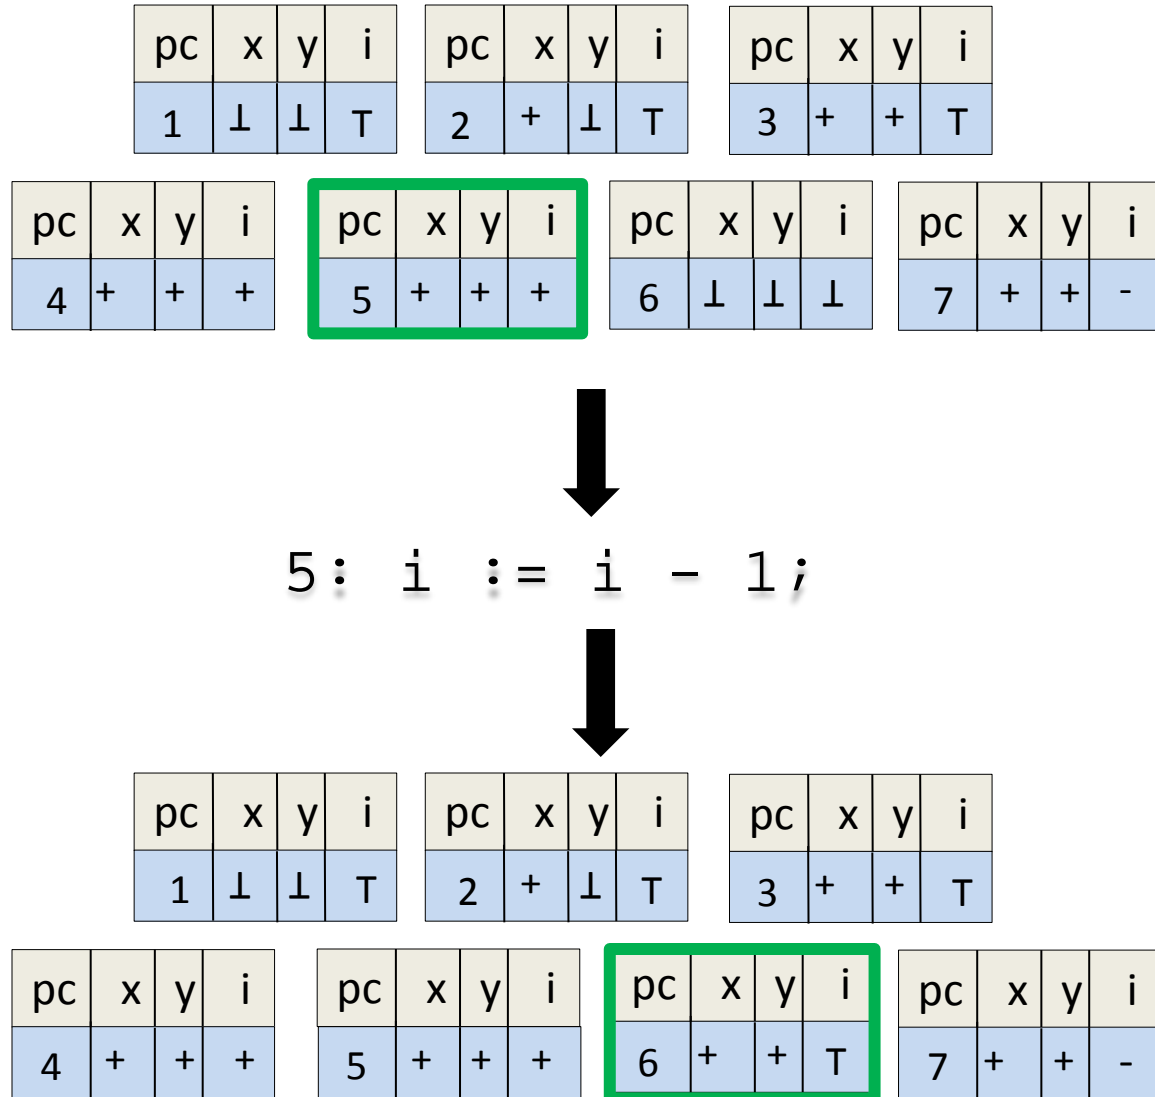 pc x y i pc x y i pc x y i
1 ⊥ ⊥ T 2 + ⊥ T 3 + + T
pc x y i pc x y i pc x y i pc x y i
4 + + + 5 + + + 6 ⊥ ⊥ ⊥ 7 + + -
5: i := i - 1;
pc x y i pc x y i pc x y i
1 ⊥ ⊥ T 2 + ⊥ T 3 + + T
pc x y i pc x y i pc x y i pc x y i
4 + + + 5 + + + 6 + + T 7 + + -